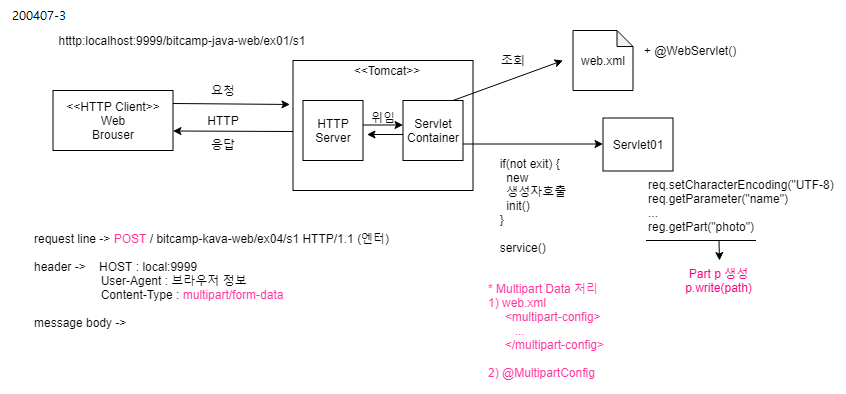 200407-3
htttp:localhost:9999/bitcamp-java-web/ex01/s1
<<HTTP Client>>
Web
Brouser
요청
HTTP
응답
<<Tomcat>>
HTTP
Server
위임
Servlet
Container
조회
web.xml
+ @WebServlet()
Servlet01
if(not exit) {
new
생성자호출
init()
}
service()
req.setCharacterEncoding("UTF-8)
req.getParameter("name")
...
reg.getPart("photo")
Part p 생성
p.write(path)
request line -> POST / bitcamp-kava-web/ex04/s1 HTTP/1.1 (엔터)
header -> HOST : local:9999
User-Agent : 브라우저 정보
Content-Type : multipart/form-data
message body ->
* Multipart Data 처리
1) web.xml
<multipart-config>
...
</multipart-config>
2) @MultipartConfig